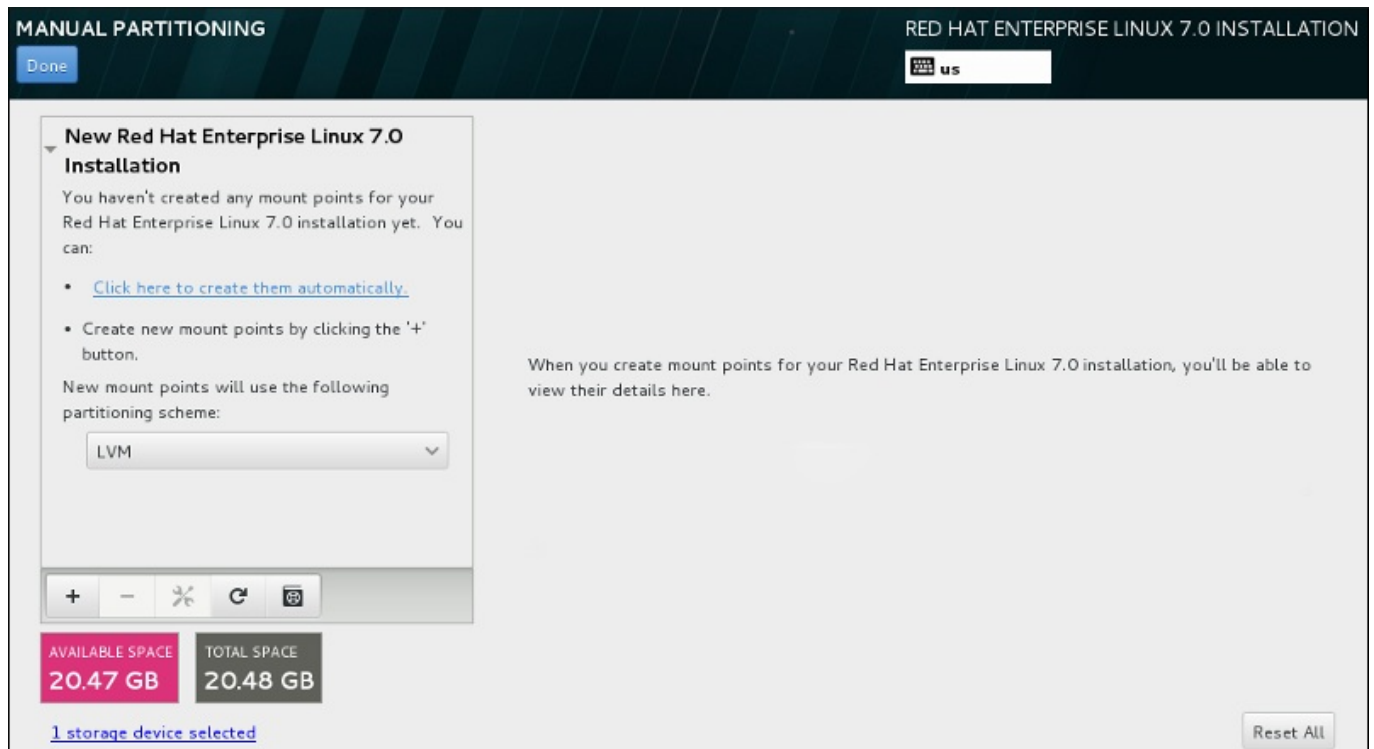 MANUAL PARTITIONING
Done
RED HAT ENTERPRISE LINUX 7.0 INSTALLATION
us
New Red Hat Enterprise Linux 7.0
Installation
You haven't created any mount points for your
Red Hat Enterprise Linux 7.0 installation yet. You
can:
• Click here to create them automatically.
• Create new mount points by clicking the '+'
button.
New mount points will use the following
partitioning scheme:
LVM
When you create mount points for your Red Hat Enterprise Linux 7.0 installation, you'll be able to
view their details here.
AVAILABLE SPACE
20.47 GB
TOTAL SPACE
20.48 GB
1 storage device selected
Reset All